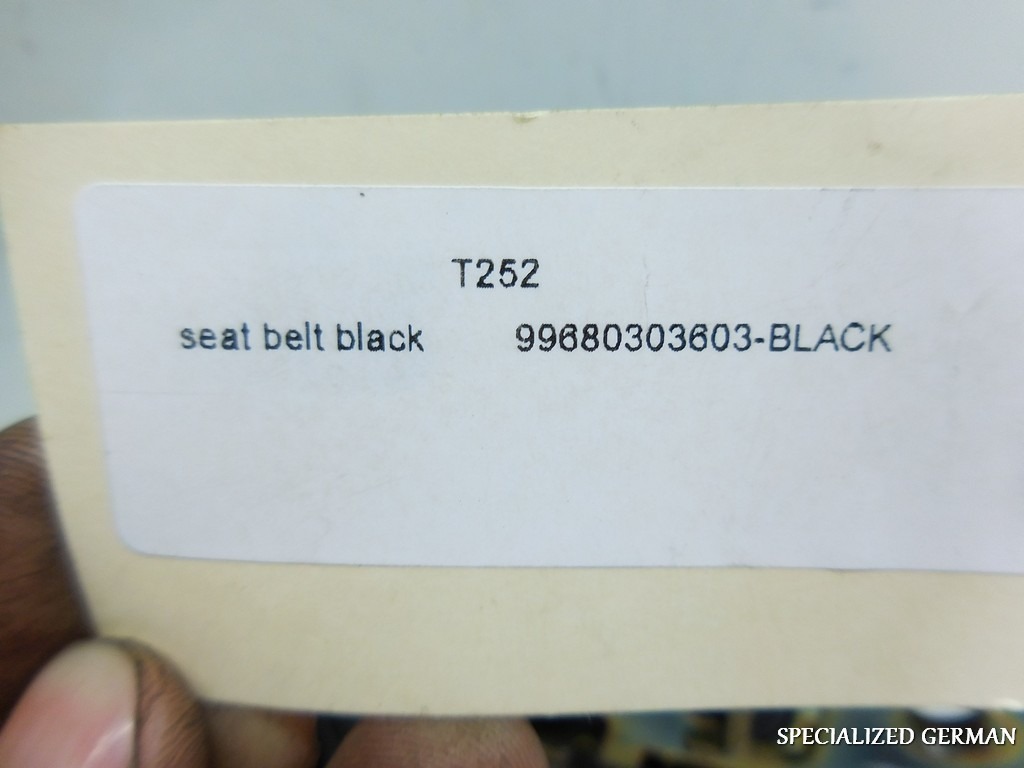 T252
seat belt black 99680303603-BLACK
SPECIALIZED GERMAN